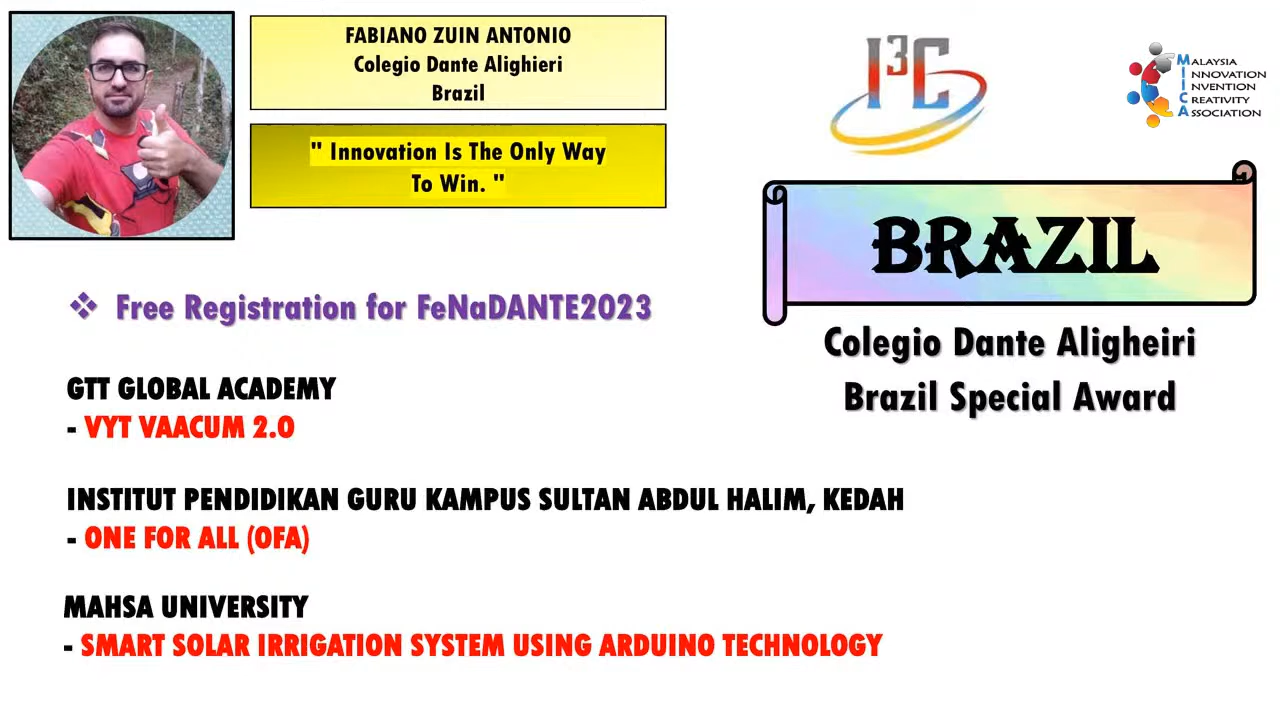 FABIANO ZUIN ANTONIO
Colegio Dante Alighieri
Brazil
" Innovation Is The Only Way
To Win. "
I3C
MALAYSIA
INNOVATION
INVENTION
CREATIVITY
ASSOCIATION
BRAZIL
Colegio Dante Aligheiri
Brazil Special Award
❖ Free Registration for FeNaDANTE2023
GTT GLOBAL ACADEMY
- VYT VAACUM 2.0
INSTITUT PENDIDIKAN GURU KAMPUS SULTAN ABDUL HALIM, KEDAH
- ONE FOR ALL (OFA)
MAHSA UNIVERSITY
- SMART SOLAR IRRIGATION SYSTEM USING ARDUINO TECHNOLOGY